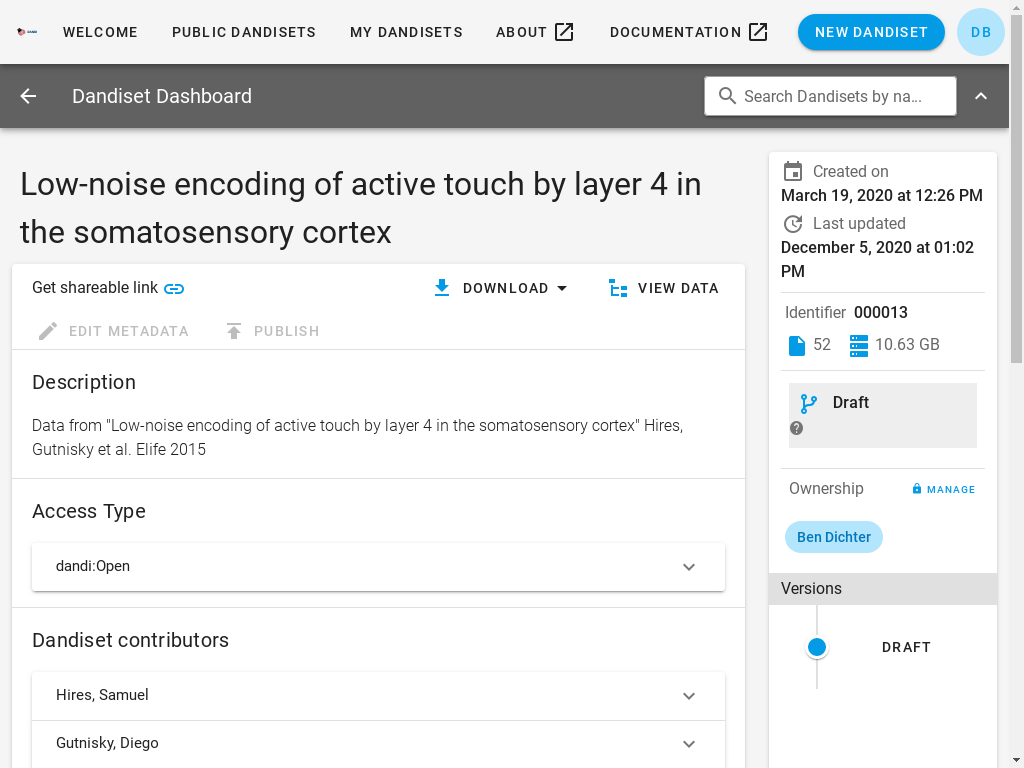 WELCOME
PUBLIC DANDISETS
MY DANDISETS
ABOUT
DOCUMENTATION
NEW DANDISET
DB
Dandiset Dashboard
Search Dandisets by na...
Low-noise encoding of active touch by layer 4 in
the somatosensory cortex
Get shareable link
DOWNLOAD
VIEW DATA
EDIT METADATA
PUBLISH
Description
Data from "Low-noise encoding of active touch by layer 4 in the somatosensory cortex" Hires,
Gutnisky et al. Elife 2015
Access Type
dandi:Open
Dandiset contributors
Hires, Samuel
Gutnisky, Diego
Created on
March 19, 2020 at 12:26 PM
Last updated
December 5, 2020 at 01:02
PM
Identifier 000013
52
10.63 GB
Draft
Ownership
MANAGE
Ben Dichter
Versions
DRAFT